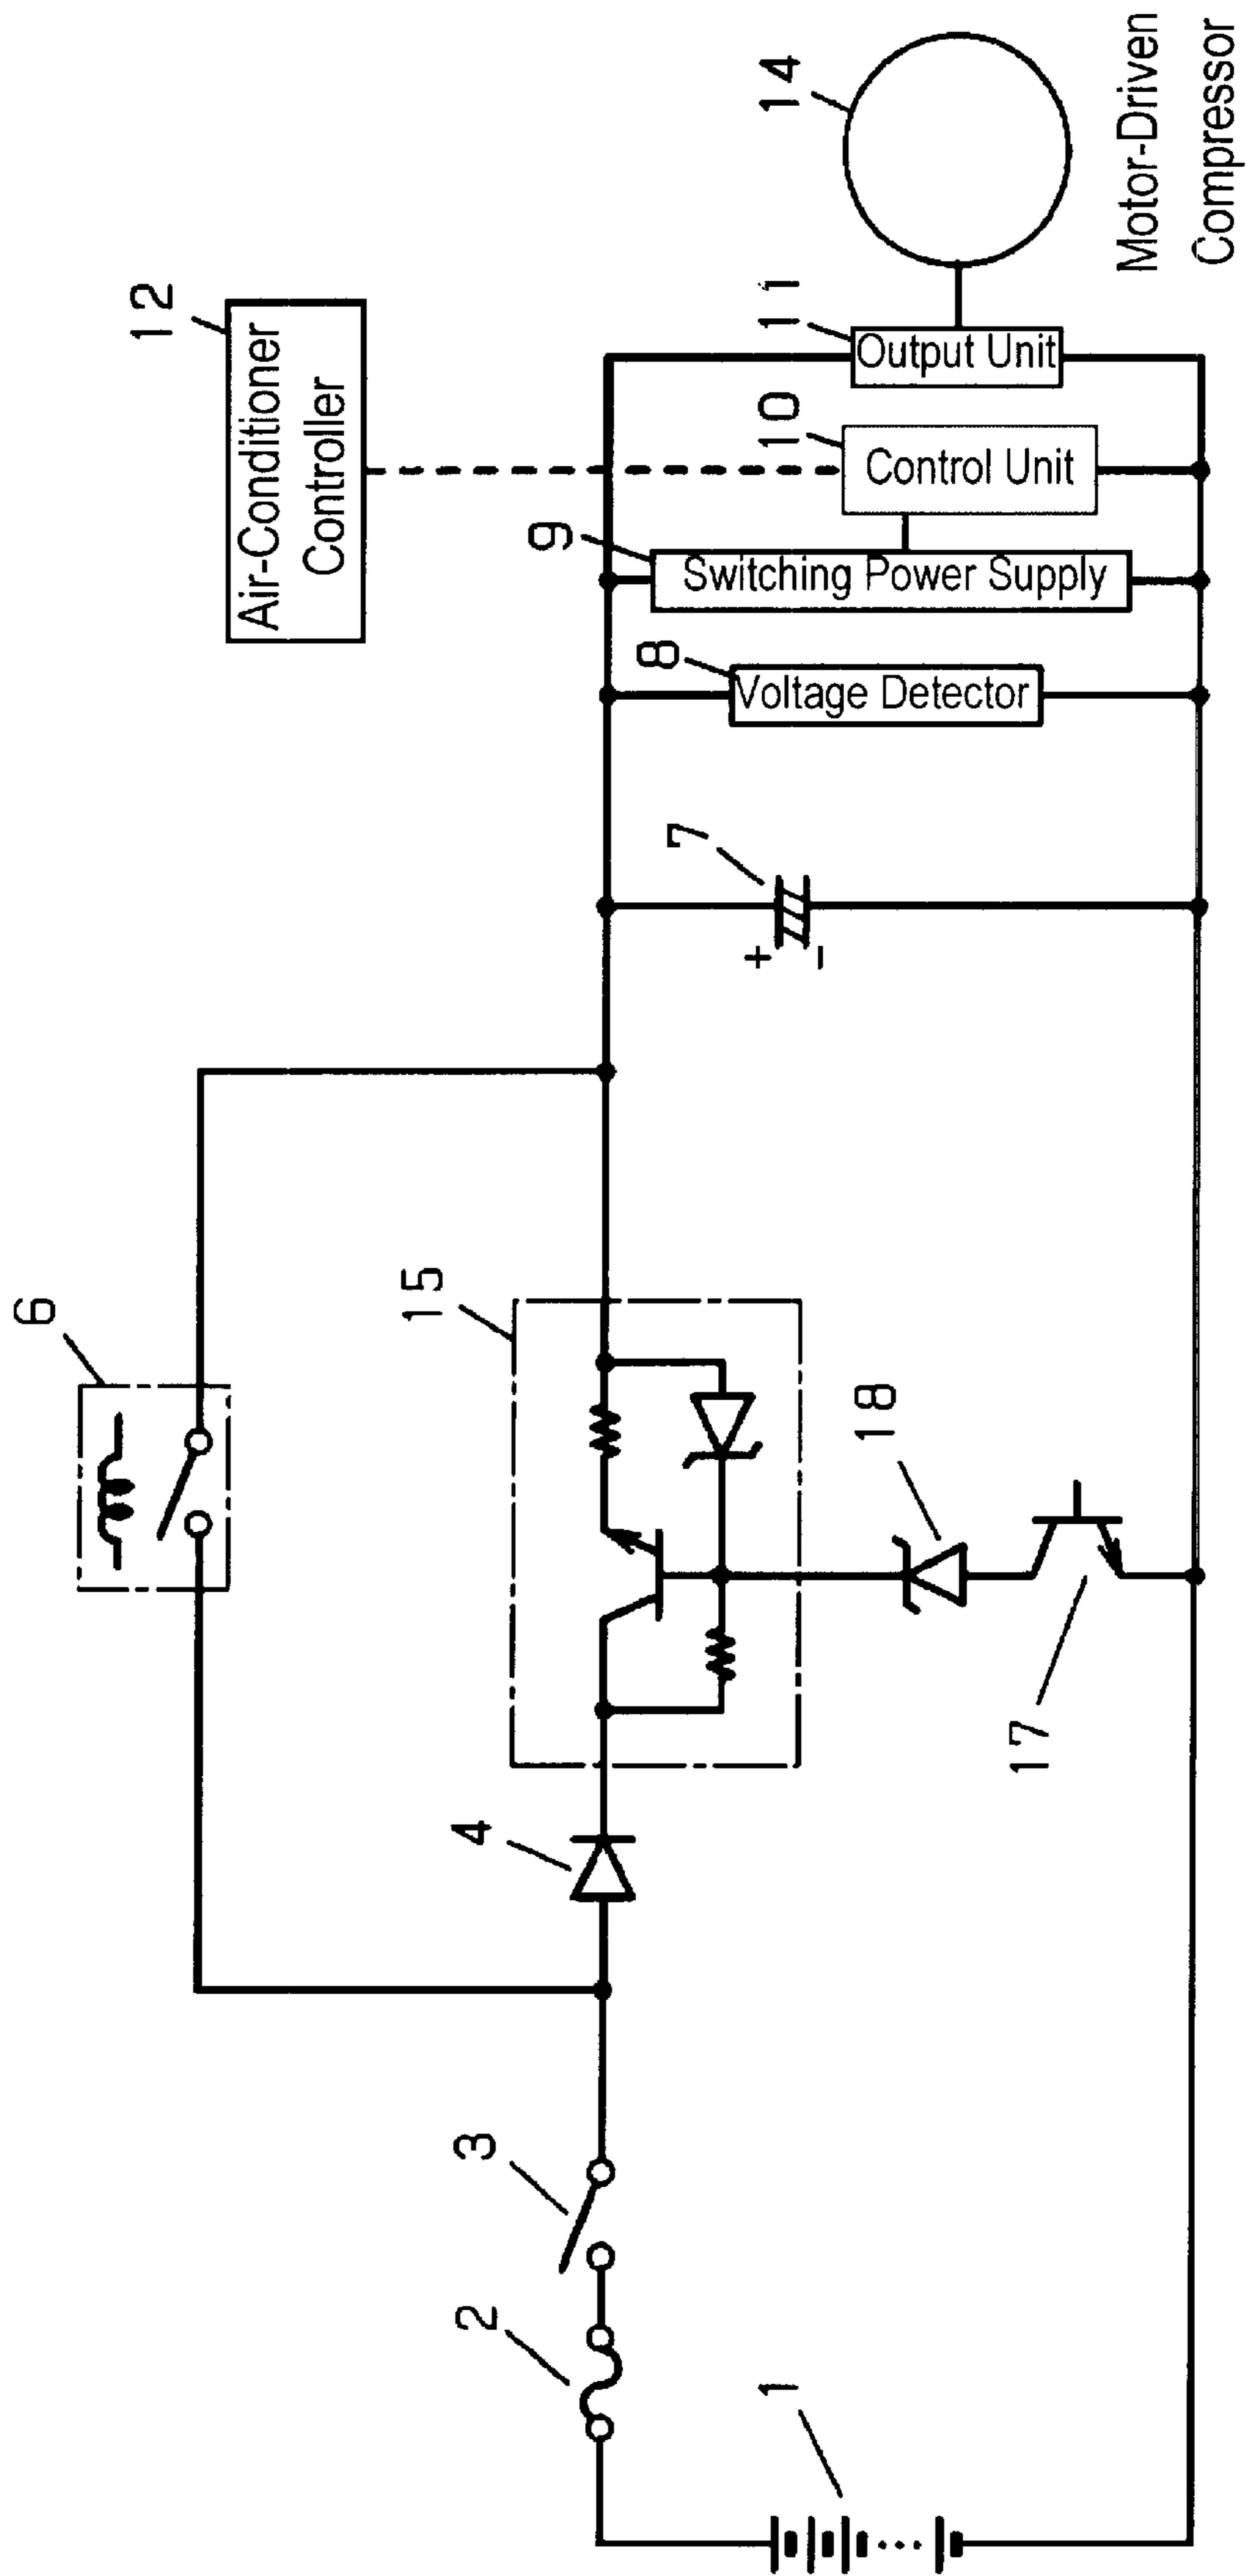 6
12
Air-Conditioner
Controller
15
4
3
2
1
7
+
-
8
Voltage Detector
9
Switching Power Supply
10
Control Unit
11
Output Unit
14
18
17
Motor-Driven
Compressor